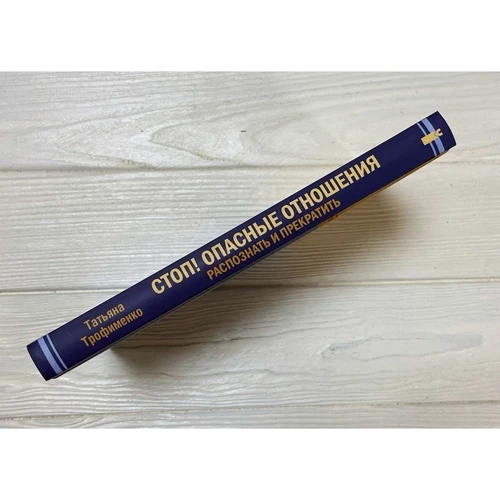 Татьяна
Трофименко
СТОП! ОПАСНЫЕ ОТНОШЕНИЯ
РАСПОЗНАТЬ И ПРЕКРАТИТЬ